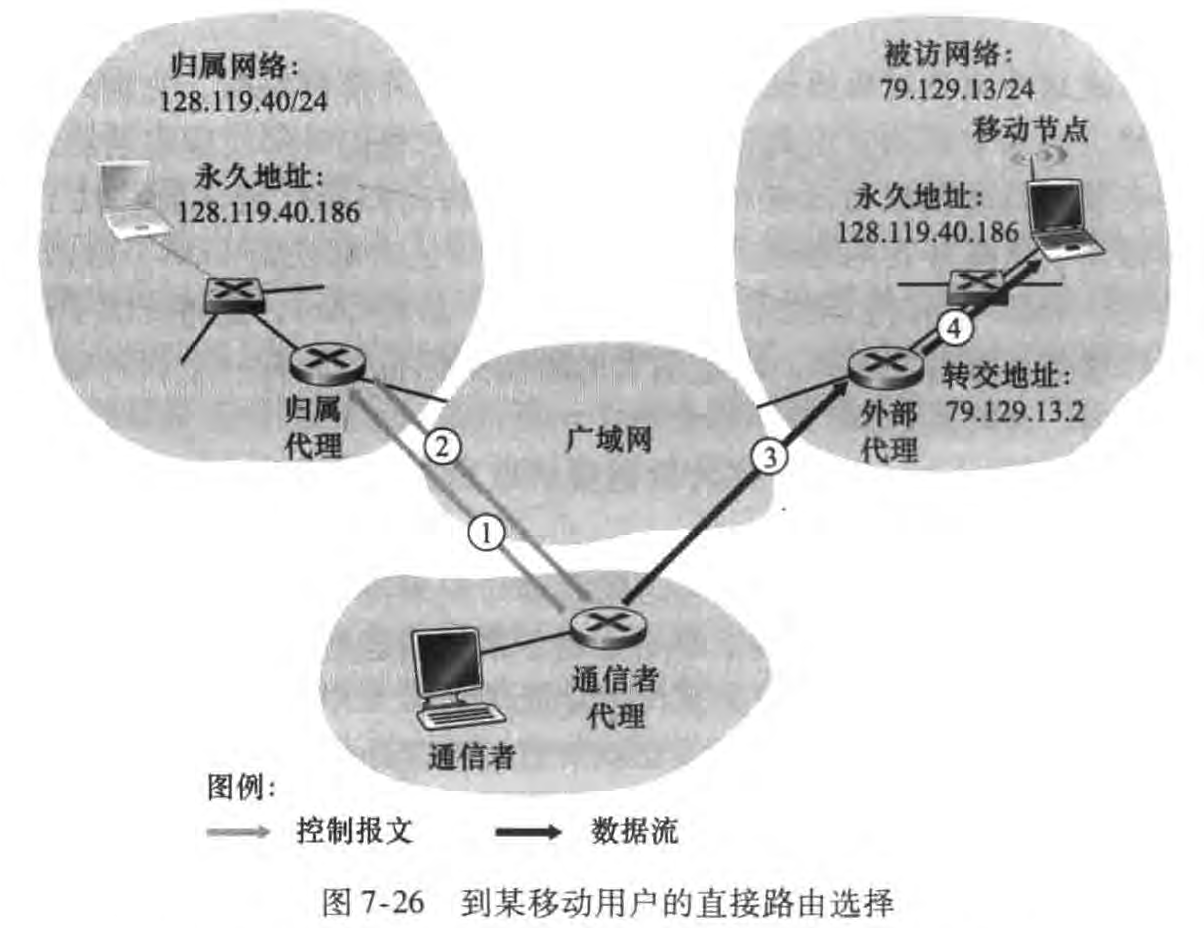 归属网络:
128.119.40/24
永久地址:
128.119.40.186
归属
代理
被访网络:
79.129.13/24
移动节点
永久地址:
128.119.40.186
④
转交地址:
79.129.13.2
外部
代理
广域网
②
③
①
通信者
代理
通信者
图例:
控制报文
数据流
图 7-26 到某移动用户的直接路由选择